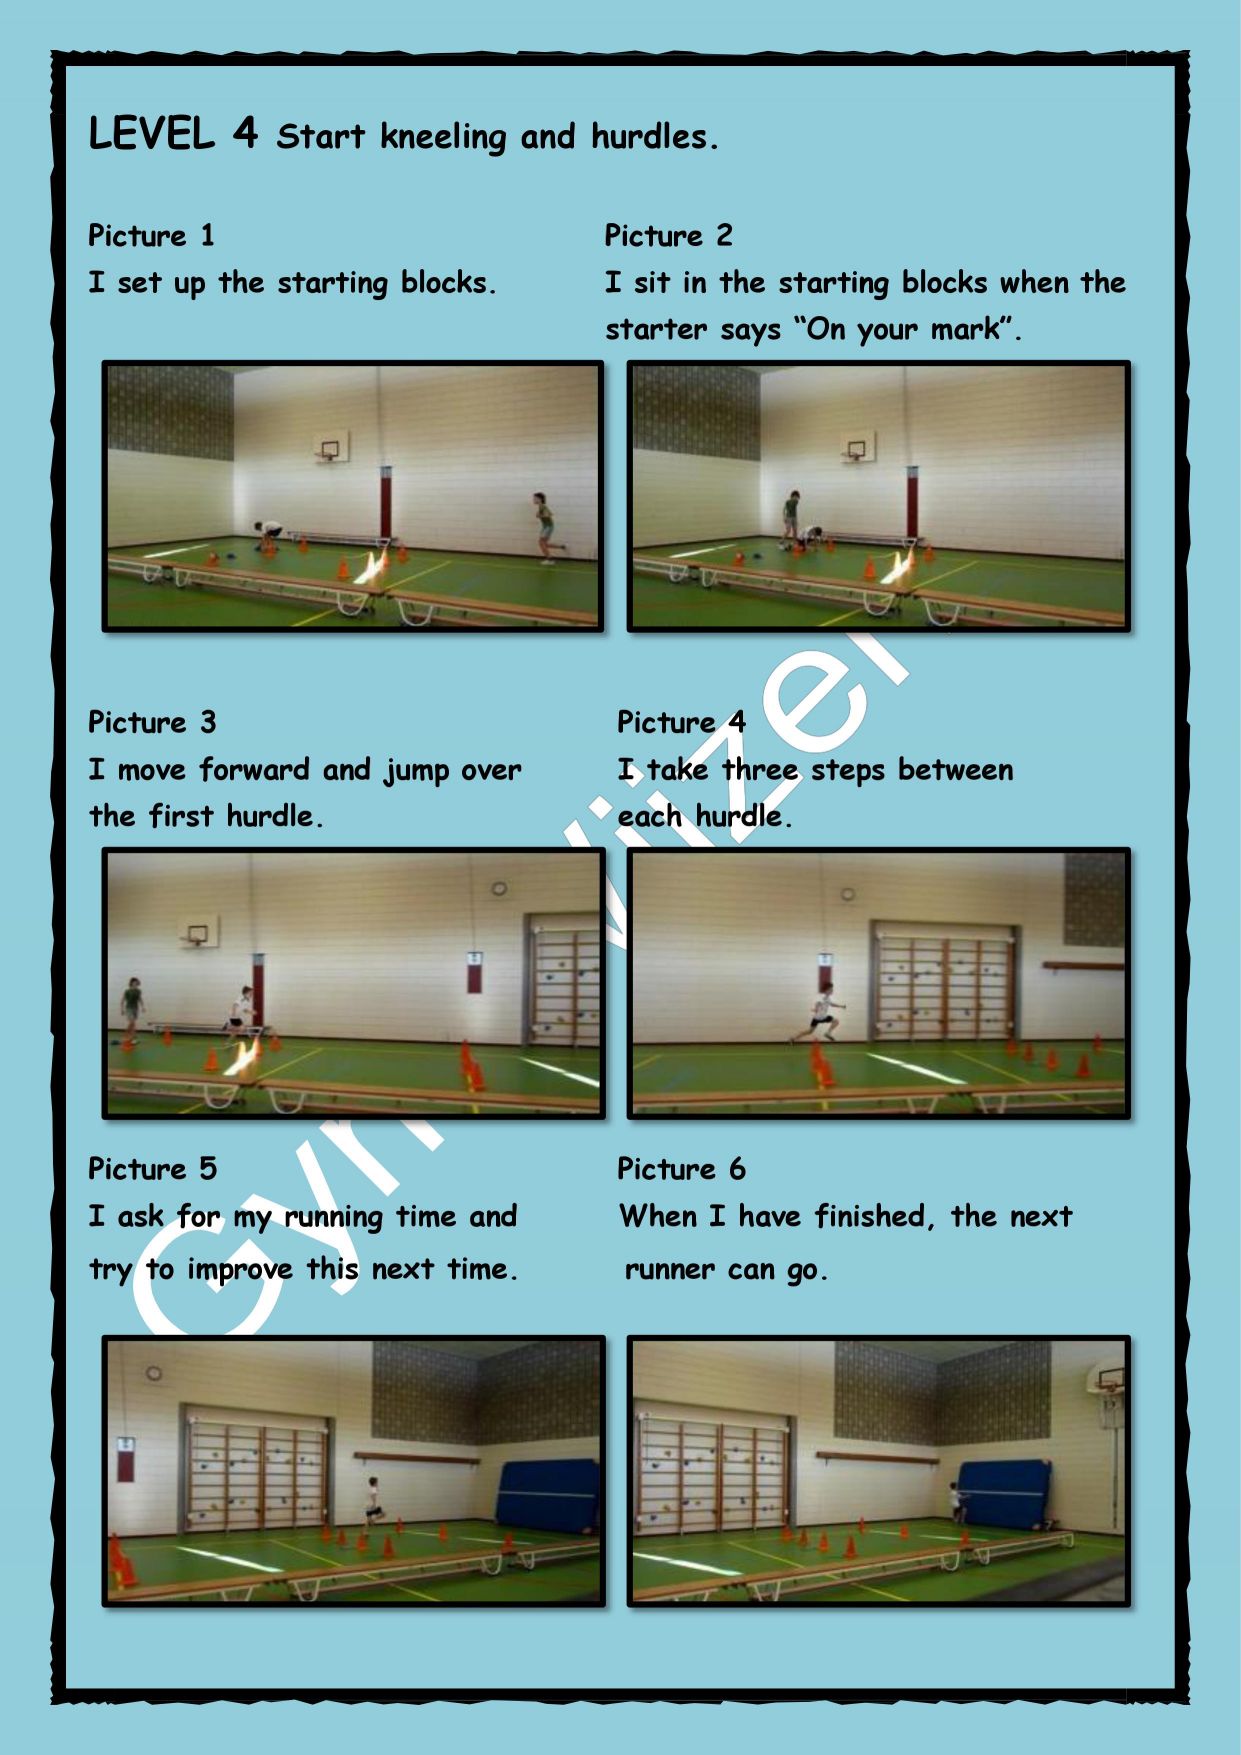 LEVEL 4 Start kneeling and hurdles.
Picture 1
I set up the starting blocks.
Picture 2
I sit in the starting blocks when the
starter says “On your mark”.
Picture 3
I move forward and jump over
the first hurdle.
Picture 4
I take three steps between
each hurdle.
Picture 5
I ask for my running time and
try to improve this next time.
Picture 6
When I have finished, the next
runner can go.